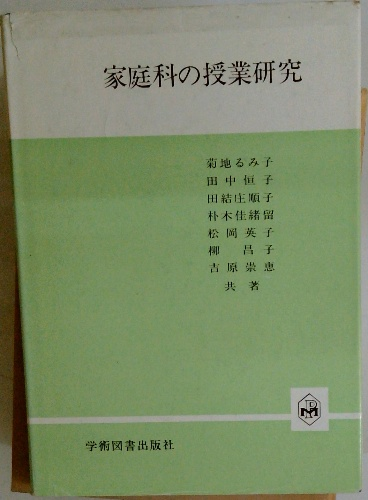 家庭科の授業研究
菊地るみ子
田中恒子
田結庄順子
朴木佳緒留
松岡英子
柳昌子
吉原崇恵
共著
学術図書出版社